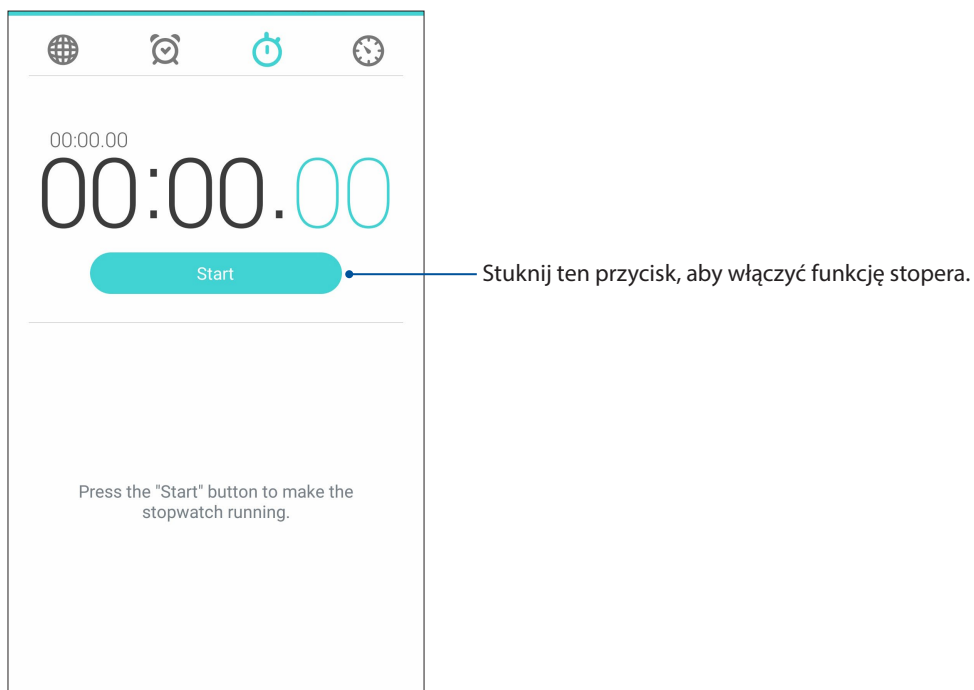 00:00.00
00:00.00
Start
Stuknij ten przycisk, aby włączyć funkcję stopera.
Press the "Start" button to make the
stopwatch running.